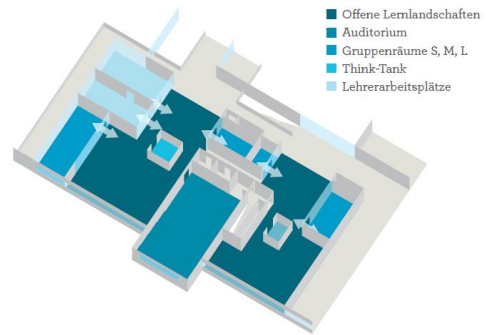 Offene Lernlandschaften
Auditorium
Gruppenräume S, M, L
Think-Tank
Lehrerarbeitsplätze